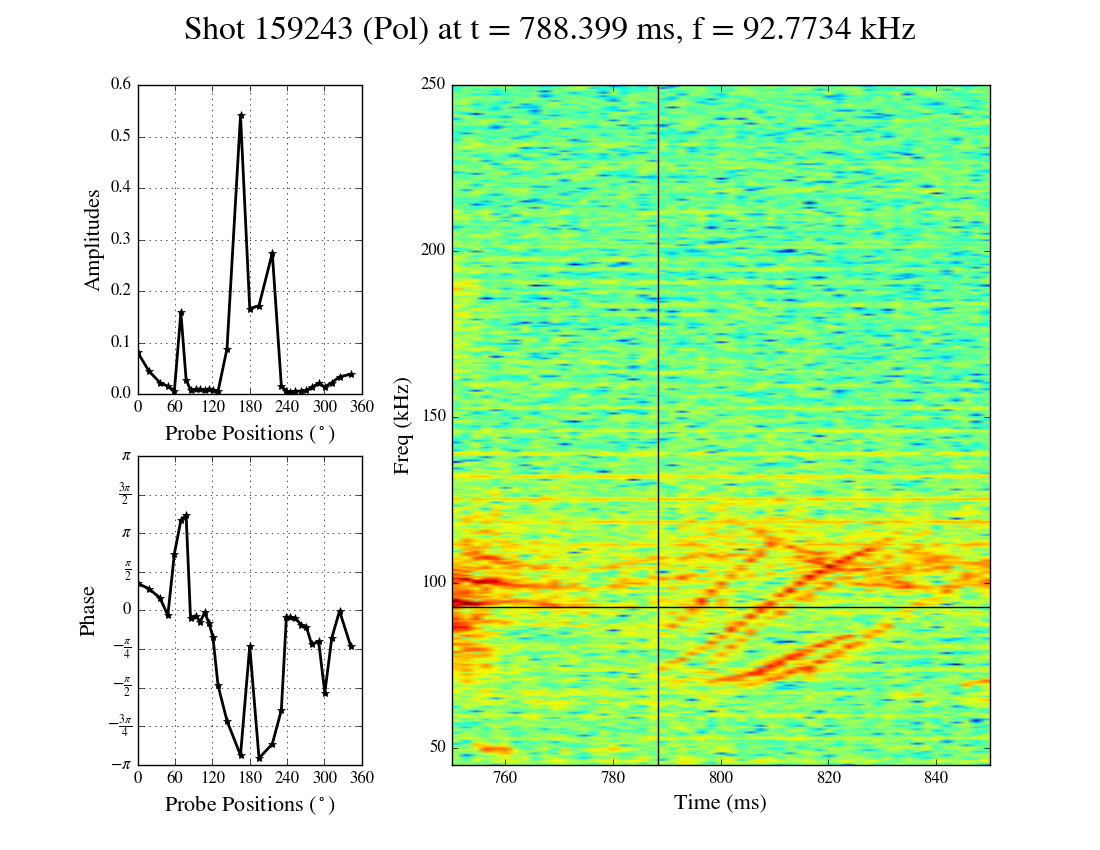 Shot 159243 (Pol) at t = 788.399 ms, f = 92.7734 kHz
0.6
0.5
0.4
0.3
0.2
0.1
0.0
Amplitudes
0 60 120 180 240 300 360
Probe Positions (°)
π
3π/2
π
π/2
0
−π/4
−π/2
−3π/4
−π
Phase
0 60 120 180 240 300 360
Probe Positions (°)
250
200
150
100
50
Freq (kHz)
760 780 800 820 840
Time (ms)